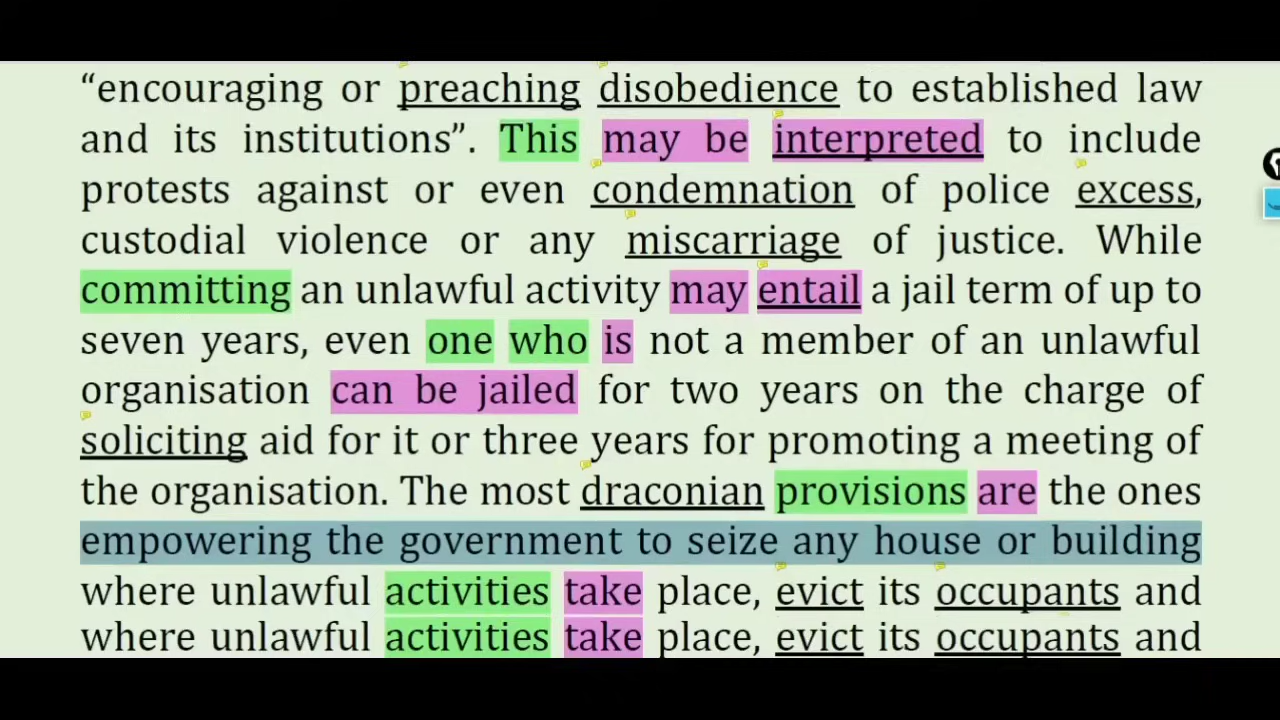 “encouraging or preaching disobedience to established law
and its institutions”. This may be interpreted to include
protests against or even condemnation of police excess,
custodial violence or any miscarriage of justice. While
committing an unlawful activity may entail a jail term of up to
seven years, even one who is not a member of an unlawful
organisation can be jailed for two years on the charge of
soliciting aid for it or three years for promoting a meeting of
the organisation. The most draconian provisions are the ones
empowering the government to seize any house or building
where unlawful activities take place, evict its occupants and
where unlawful activities take place, evict its occupants and